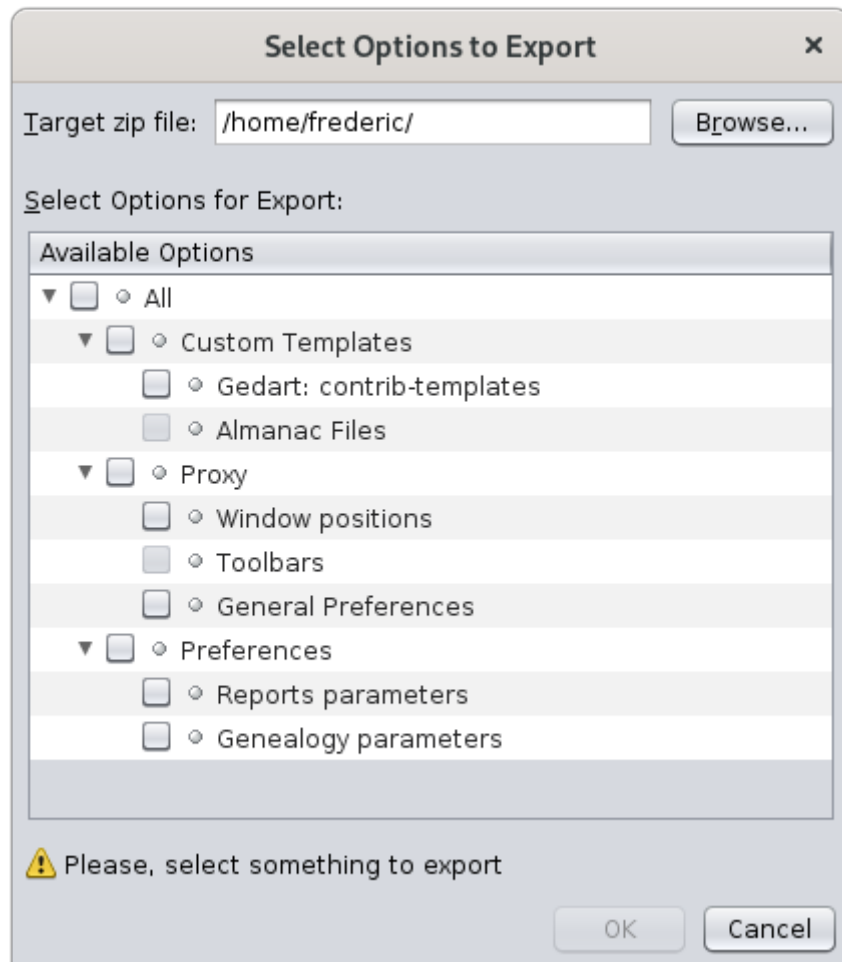 Select Options to Export
Target zip file: /home/frederic/ Browse...
Select Options for Export:
Available Options
All
Custom Templates
Gedart: contrib-templates
Almanac Files
Proxy
Window positions
Toolbars
General Preferences
Preferences
Reports parameters
Genealogy parameters
Please, select something to export
OK Cancel